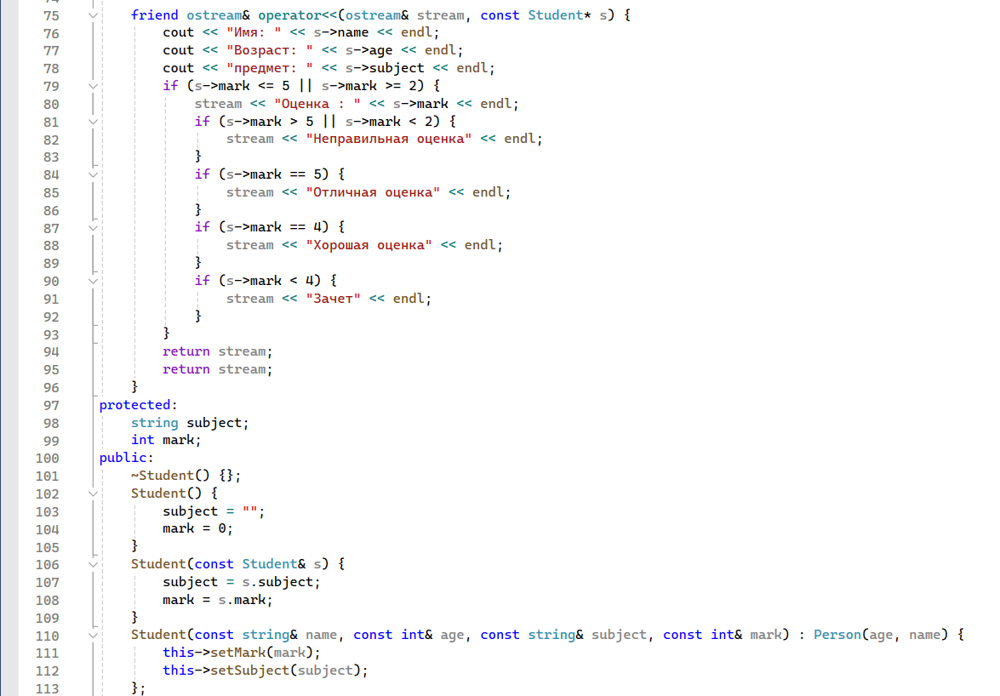 75 friend ostream& operator<<(ostream& stream, const Student* s) {
76 cout << "Имя: " << s->name << endl;
77 cout << "Возраст: " << s->age << endl;
78 cout << "предмет: " << s->subject << endl;
79 if (s->mark <= 5 || s->mark >= 2) {
80 stream << "Оценка : " << s->mark << endl;
81 if (s->mark > 5 || s->mark < 2) {
82 stream << "Неправильная оценка" << endl;
83 }
84 if (s->mark == 5) {
85 stream << "Отличная оценка" << endl;
86 }
87 if (s->mark == 4) {
88 stream << "Хорошая оценка" << endl;
89 }
90 if (s->mark < 4) {
91 stream << "Зачет" << endl;
92 }
93 }
94 return stream;
95 return stream;
96 }
97 protected:
98 string subject;
99 int mark;
100 public:
101 ~Student() {};
102 Student() {
103 subject = "";
104 mark = 0;
105 }
106 Student(const Student& s) {
107 subject = s.subject;
108 mark = s.mark;
109 }
110 Student(const string& name, const int& age, const string& subject, const int& mark) : Person(age, name) {
111 this->setMark(mark);
112 this->setSubject(subject);
113 };